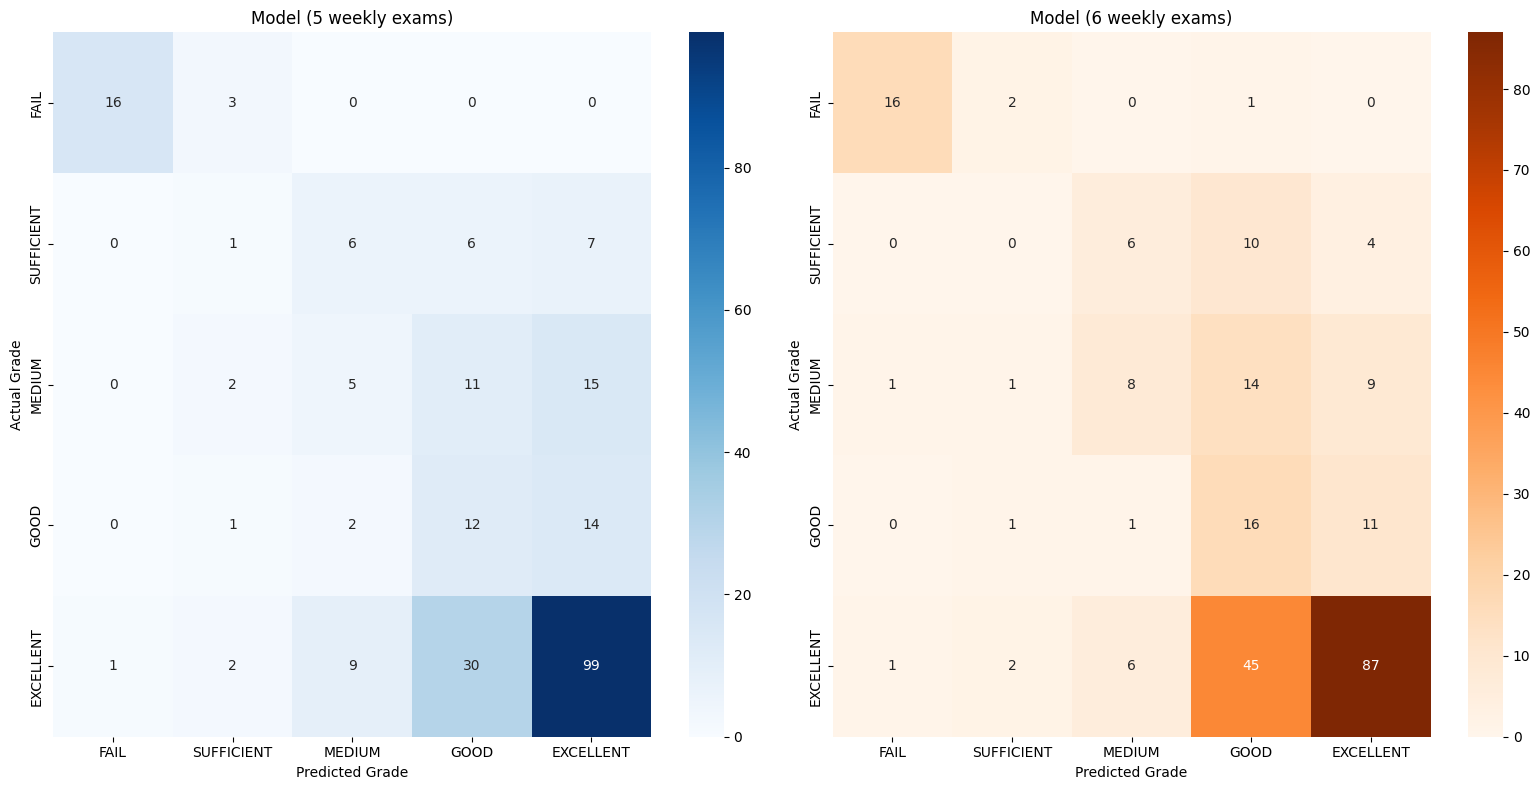 Model (5 weekly exams)
FAIL 16 3 0 0 0
SUFFICIENT 0 1 6 6 7
MEDIUM 0 2 5 11 15
GOOD 0 1 2 12 14
EXCELLENT 1 2 9 30 99
FAIL SUFFICIENT MEDIUM GOOD EXCELLENT
Predicted Grade
Actual Grade
80
60
40
20
0
Model (6 weekly exams)
FAIL 16 2 0 1 0
SUFFICIENT 0 0 6 10 4
MEDIUM 1 1 8 14 9
GOOD 0 1 1 16 11
EXCELLENT 1 2 6 45 87
FAIL SUFFICIENT MEDIUM GOOD EXCELLENT
Predicted Grade
Actual Grade
80
70
60
50
40
30
20
10
0